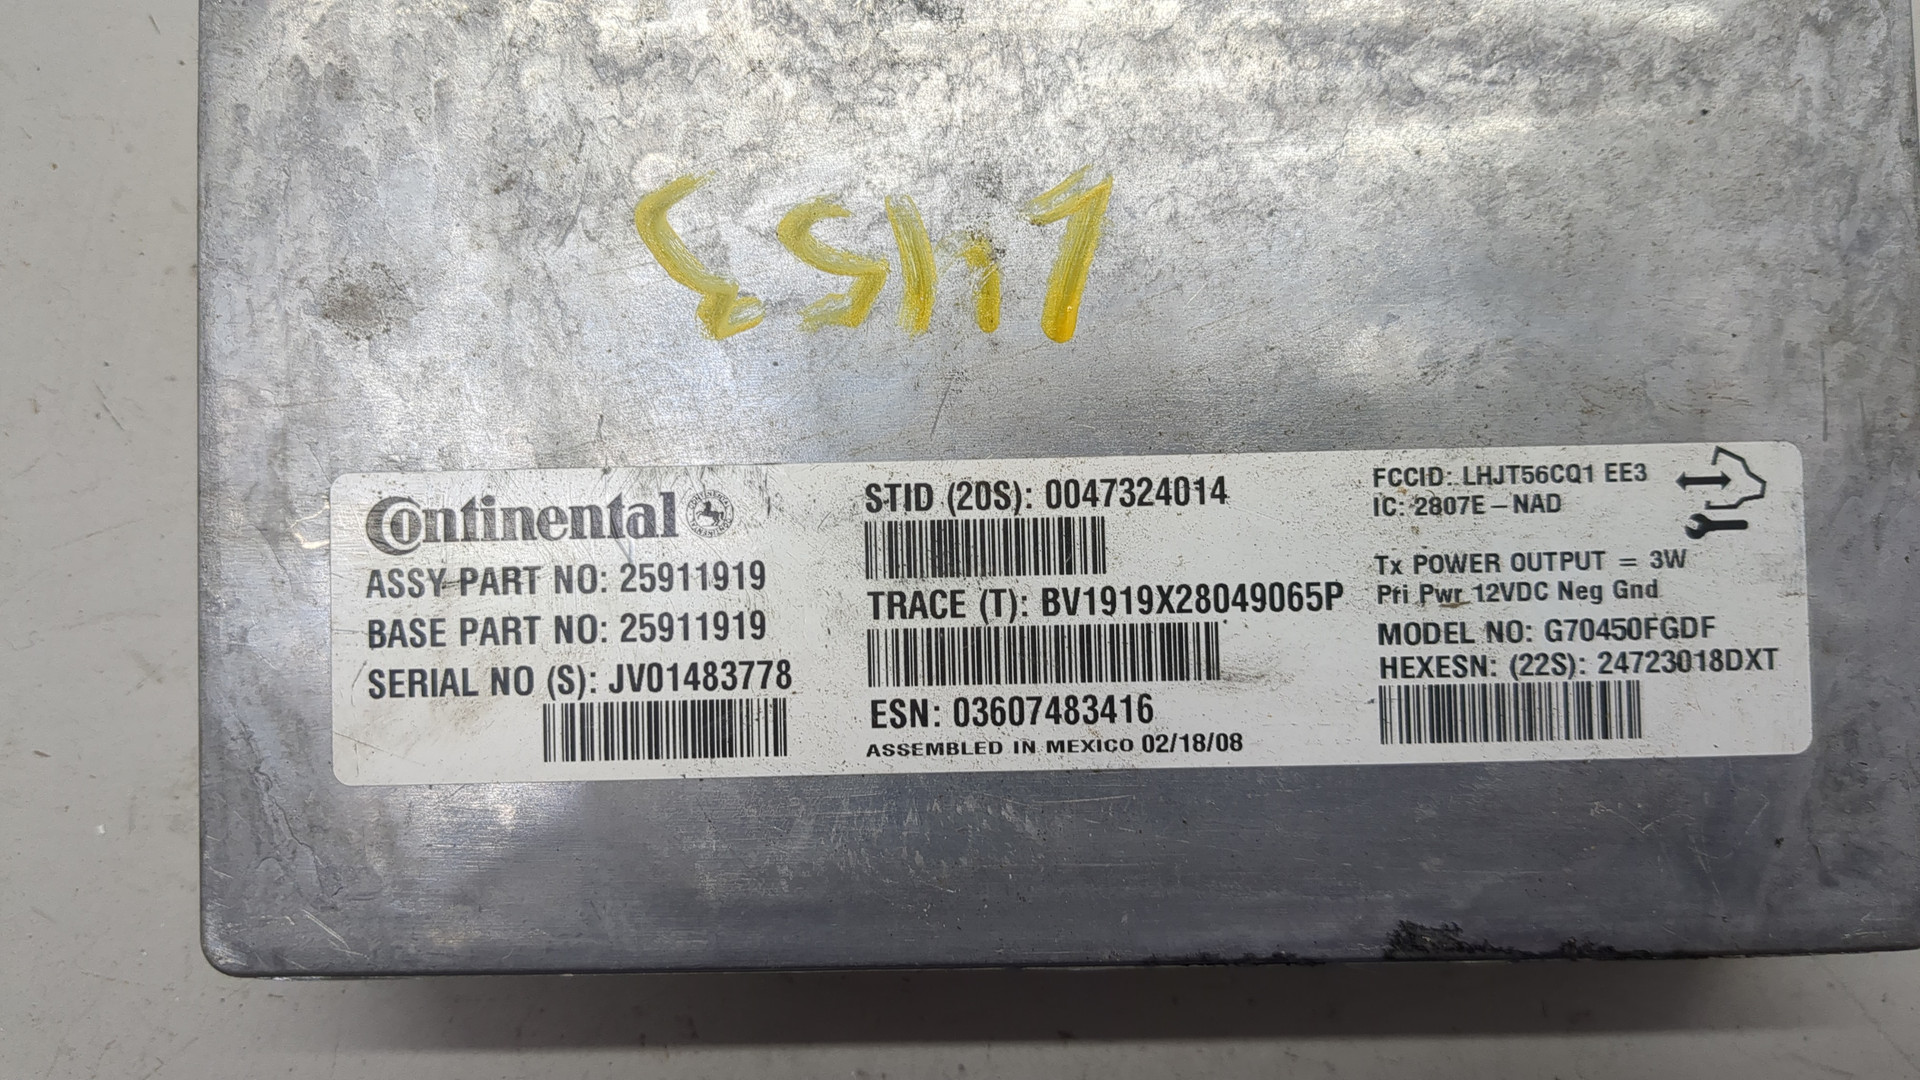 Continental
ASSY PART NO: 25911919
BASE PART NO: 25911919
SERIAL NO (S): JV01483778
STID (20S): 0047324014
TRACE (T): BV1919X28049065P
ESN: 03607483416
ASSEMBLED IN MEXICO 02/18/08
FCCID: LHJT56CQ1 EE3
IC: 2807E-NAD
Tx POWER OUTPUT = 3W
Pri Pwr 12VDC Neg Gnd
MODEL NO: G70450FGDF
HEXESN: (22S): 24723018DXT